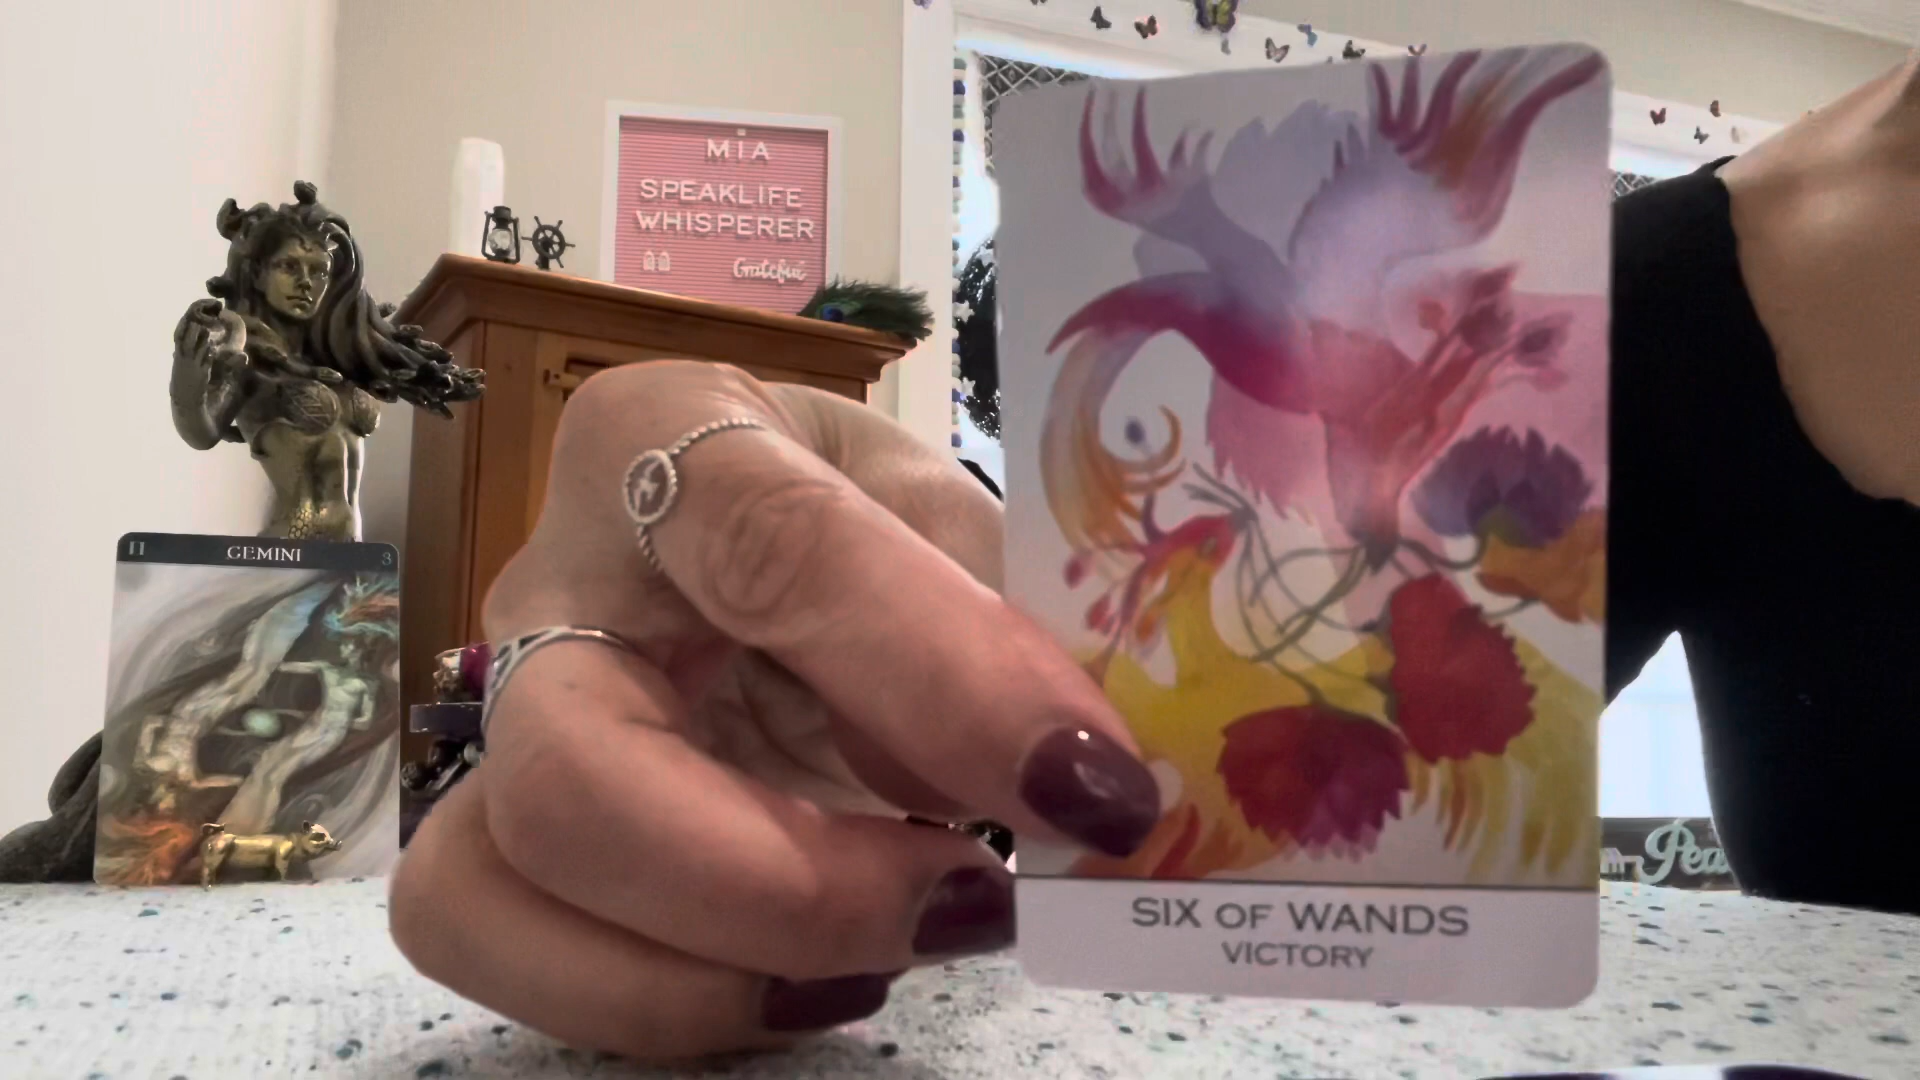 MIA
SPEAKLIFE
WHISPERER
Grateful
II GEMINI 3
SIX OF WANDS
VICTORY